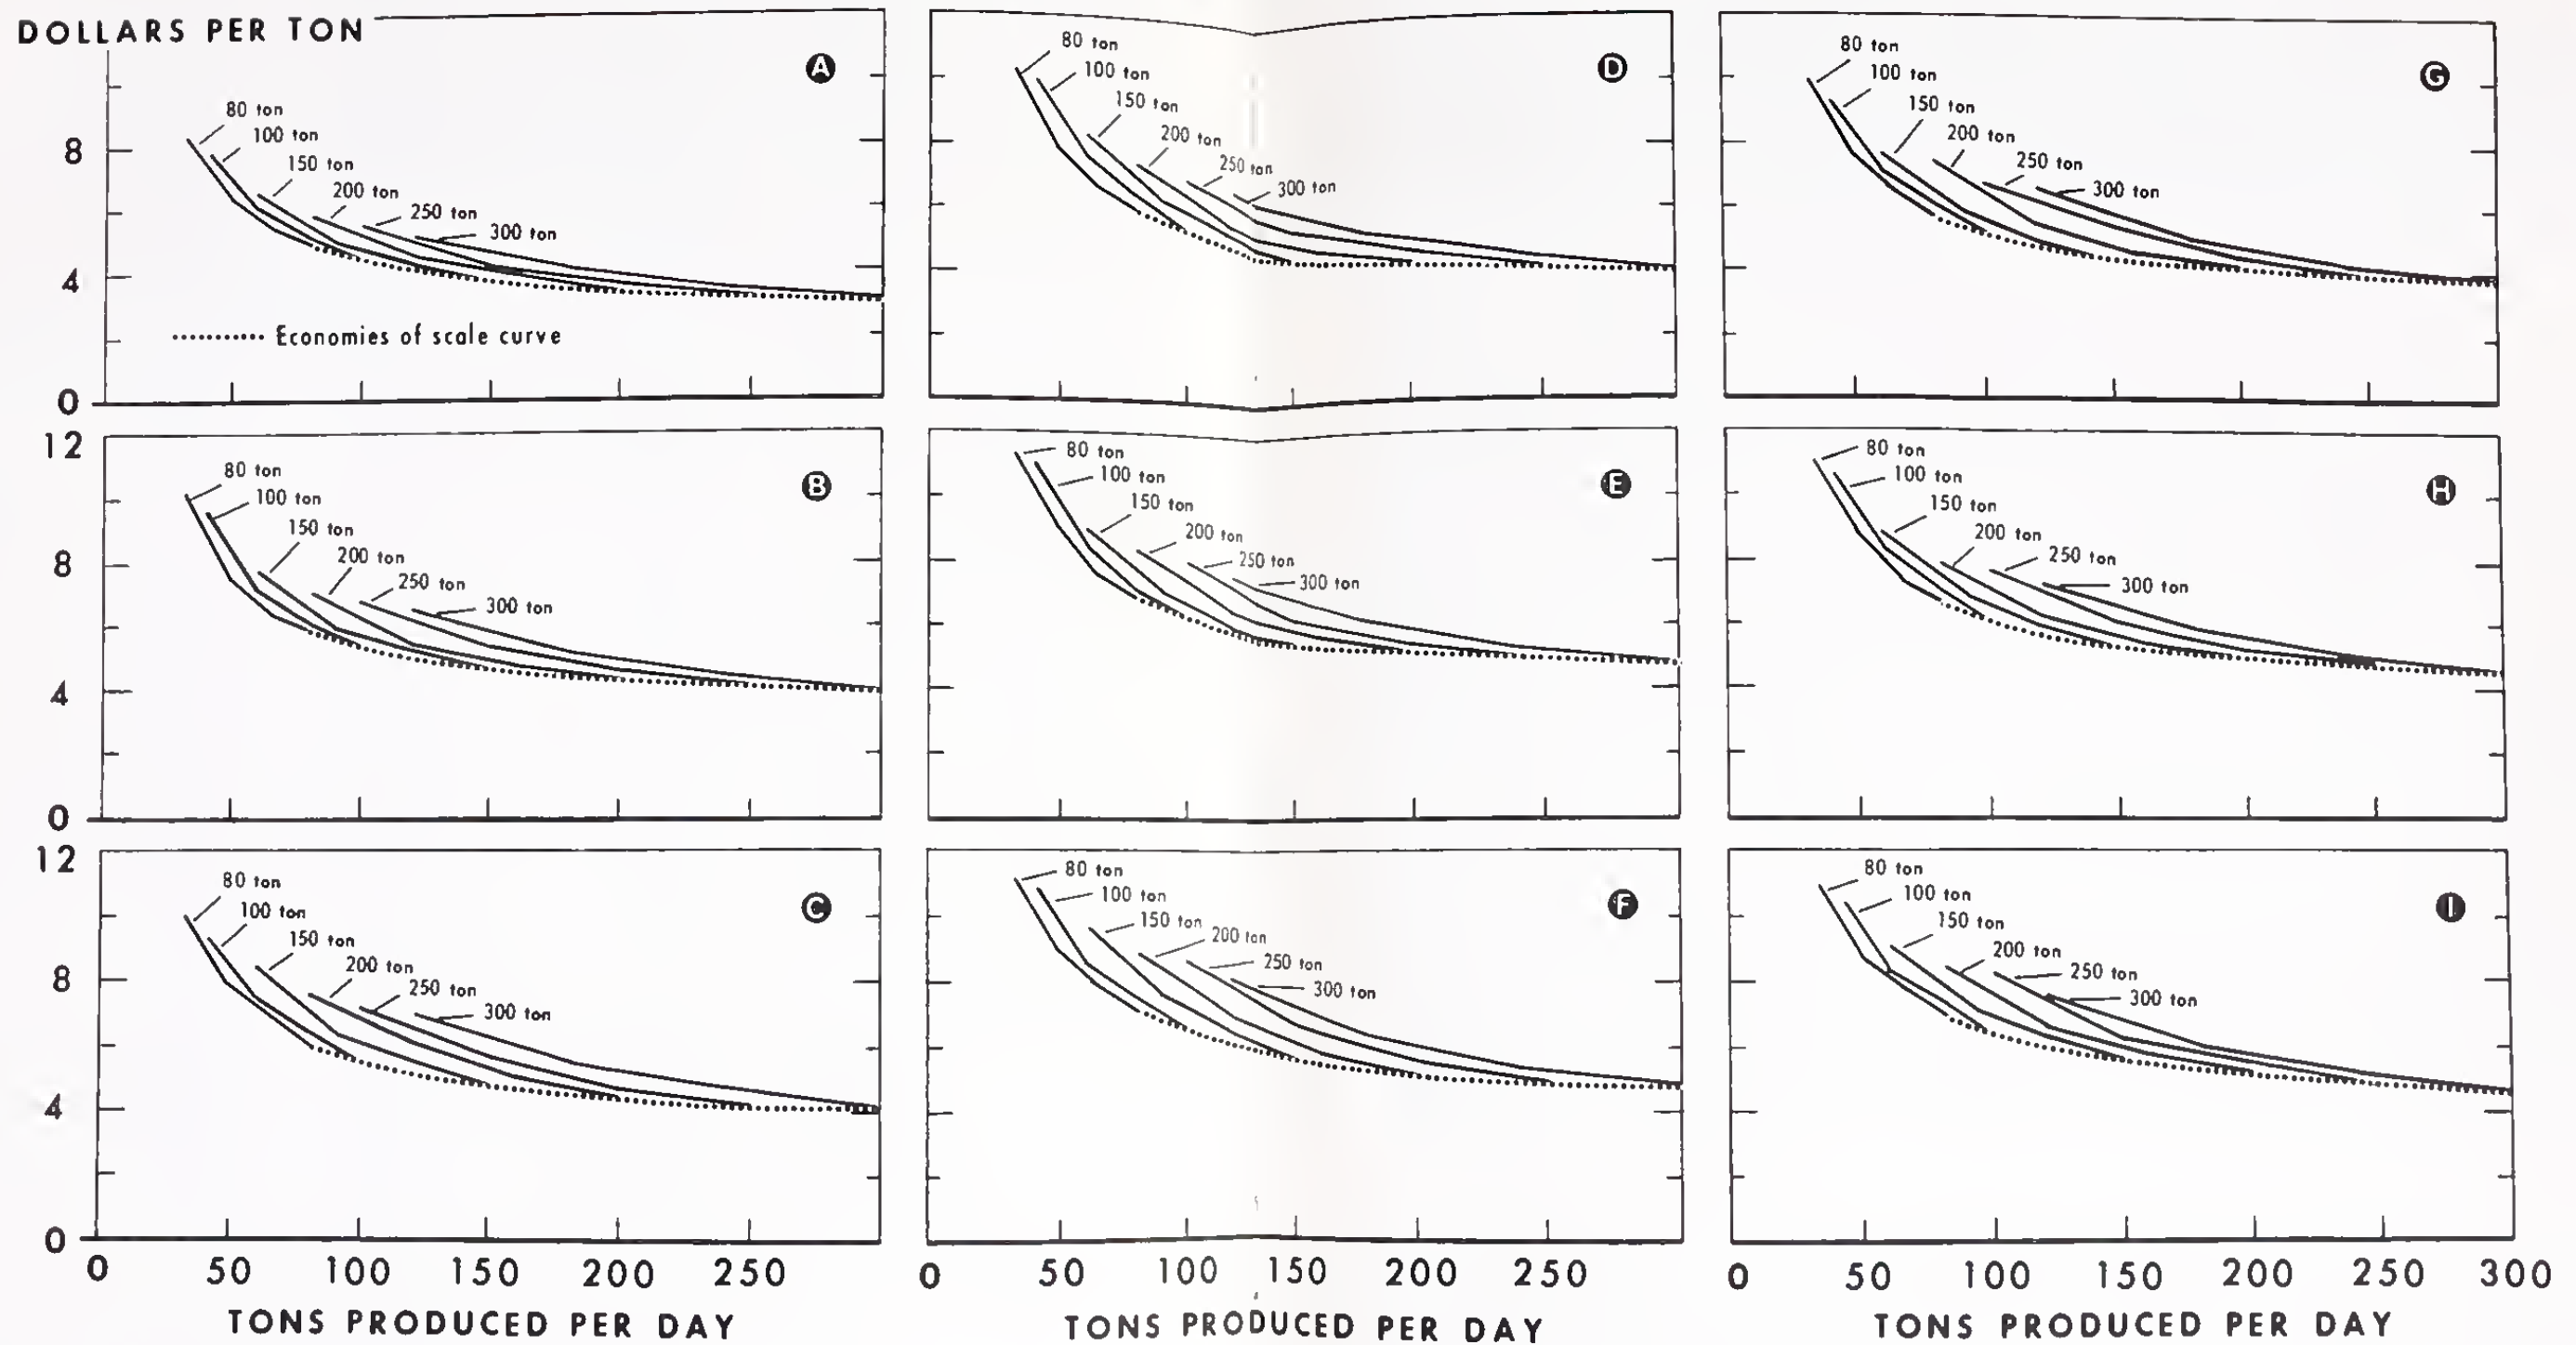 DOLLARS PER TON
A
80 ton
100 ton
150 ton
200 ton
250 ton
300 ton
8
4
0
Economies of scale curve
D
80 ton
100 ton
150 ton
200 ton
250 ton
300 ton
G
80 ton
100 ton
150 ton
200 ton
250 ton
300 ton
12
8
4
0
B
80 ton
100 ton
150 ton
200 ton
250 ton
300 ton
E
80 ton
100 ton
150 ton
200 ton
250 ton
300 ton
H
80 ton
100 ton
150 ton
200 ton
250 ton
300 ton
12
8
4
0
C
80 ton
100 ton
150 ton
200 ton
250 ton
300 ton
F
80 ton
100 ton
150 ton
200 ton
250 ton
300 ton
I
80 ton
100 ton
150 ton
200 ton
250 ton
300 ton
0 50 100 150 200 250
0 50 100 150 200 250
0 50 100 150 200 250 300
TONS PRODUCED PER DAY
TONS PRODUCED PER DAY
TONS PRODUCED PER DAY